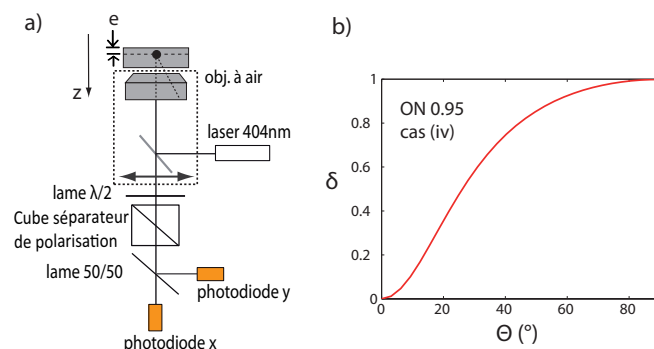 a)
e
z
obj. à air
laser 404nm
lame λ/2
Cube séparateur
de polarisation
lame 50/50
photodiode y
photodiode x
b)
1
0.8
0.6
0.4
0.2
0
δ
ON 0.95
cas (iv)
0 20 40 60 80
Θ (°)